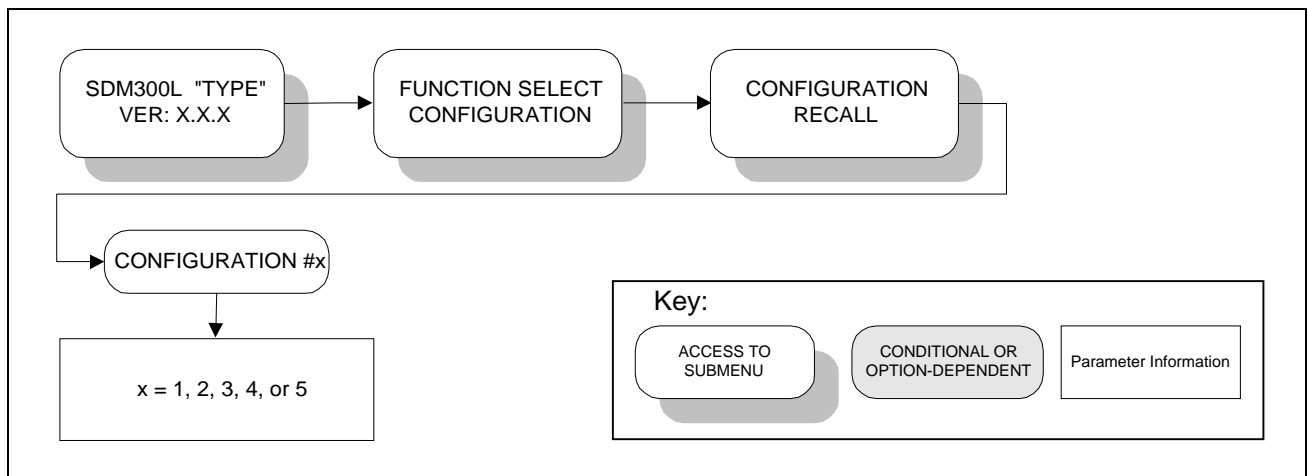 SDM300L "TYPE"
VER: X.X.X
FUNCTION SELECT
CONFIGURATION
CONFIGURATION
RECALL
CONFIGURATION #x
x = 1, 2, 3, 4, or 5
Key:
ACCESS TO
SUBMENU
CONDITIONAL OR
OPTION-DEPENDENT
Parameter Information